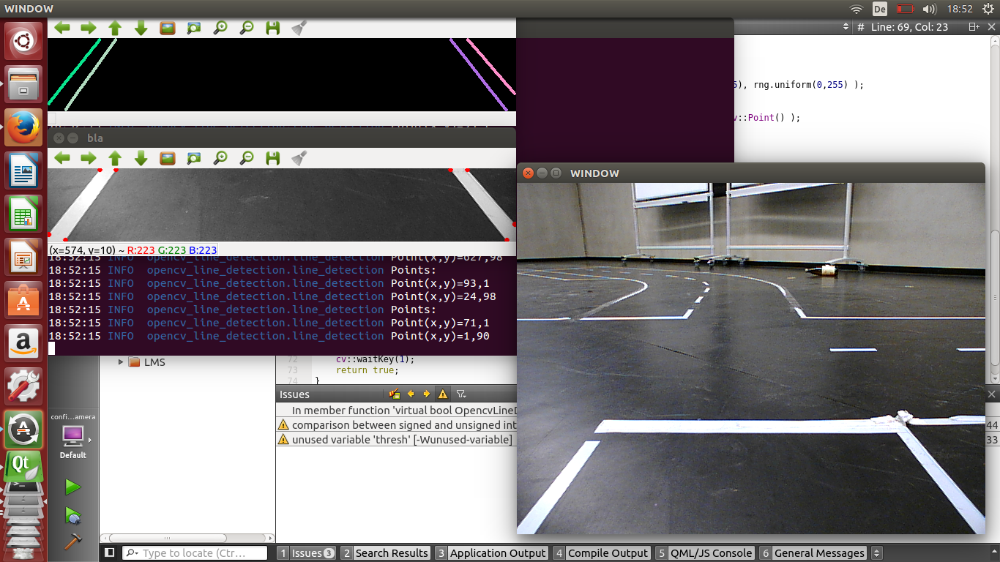 WINDOW
De
18:52
# Line: 69, Col: 23
rng.uniform(0,255) );
::Point() );
bla
WINDOW
(x=574, y=10) ~ R:223 G:223 B:223
18:52:15 INFO opencv_line_detection.line_detection Point(x,y)=627,98
18:52:15 INFO opencv_line_detection.line_detection Points:
18:52:15 INFO opencv_line_detection.line_detection Point(x,y)=93,1
18:52:15 INFO opencv_line_detection.line_detection Point(x,y)=24,98
18:52:15 INFO opencv_line_detection.line_detection Points:
18:52:15 INFO opencv_line_detection.line_detection Point(x,y)=71,1
18:52:15 INFO opencv_line_detection.line_detection Point(x,y)=1,90
LMS
72 cv::waitKey(1);
73 return true;
74 }
Issues
In member function 'virtual bool OpencvLineD
comparison between signed and unsigned int
44
unused variable 'thresh' [-Wunused-variable]
33
confi...amera
Default
Qt
Type to locate (Ctr...
1 Issues 3
2 Search Results
3 Application Output
4 Compile Output
5 QML/JS Console
6 General Messages